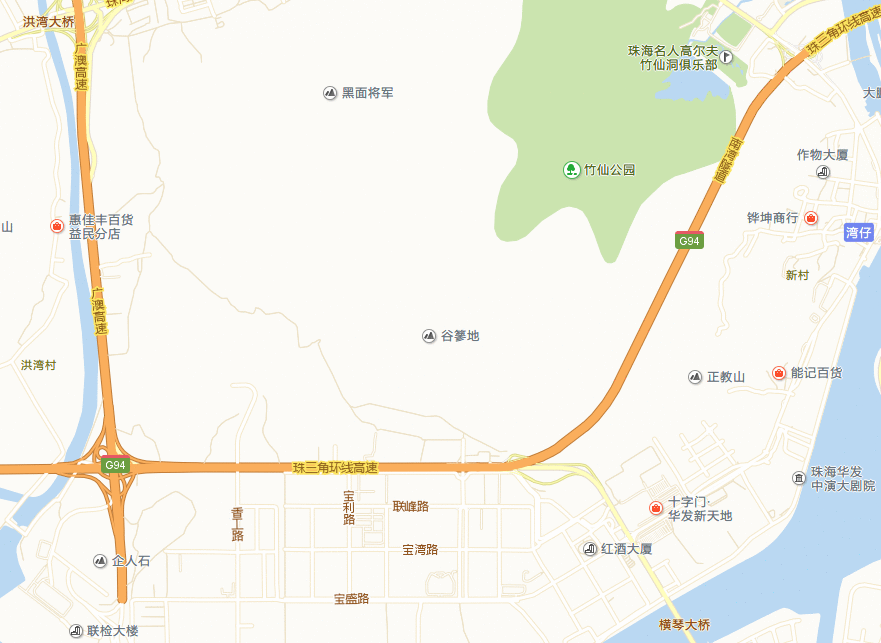 洪湾大桥
珠海
珠三角环线高速
广澳高速
珠海名人高尔夫
竹仙洞俱乐部
黑面将军
南湾隧道
作物大厦
竹仙公园
山
惠佳丰百货
益民分店
铧坤商行
湾仔
G94
新村
广澳高速
谷篓地
洪湾村
正教山
能记百货
G94
珠三角环线高速
珠海华发
中演大剧院
宝利路
联峰路
十字门·
华发新天地
宝湾路
红酒大厦
企人石
宝盛路
横琴大桥
联检大楼